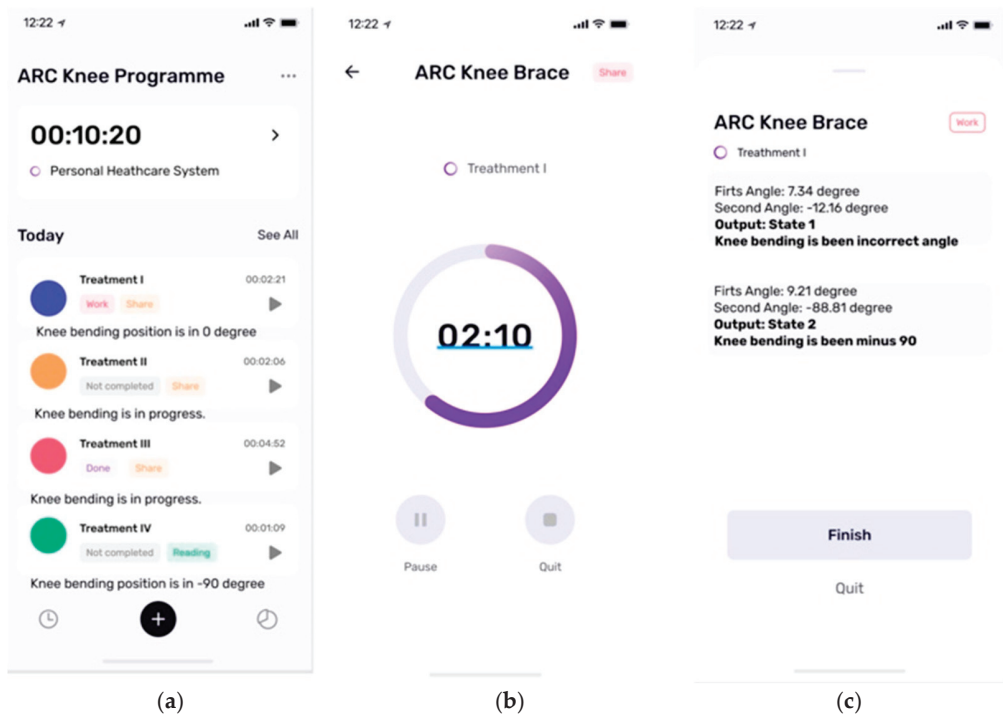 12:22
ARC Knee Programme
00:10:20
Personal Heathcare System
Today See All
Treatment I 00:02:21
Work Share
Knee bending position is in 0 degree
Treatment II 00:02:06
Not completed Share
Knee bending is in progress.
Treatment III 00:04:52
Done Share
Knee bending is in progress.
Treatment IV 00:01:09
Not completed Reading
Knee bending position is in -90 degree
(a)
12:22
ARC Knee Brace Share
Treathment I
02:10
Pause Quit
(b)
12:22
ARC Knee Brace Work
Treathment I
Firts Angle: 7.34 degree
Second Angle: -12.16 degree
Output: State 1
Knee bending is been incorrect angle
Firts Angle: 9.21 degree
Second Angle: -88.81 degree
Output: State 2
Knee bending is been minus 90
Finish
Quit
(c)